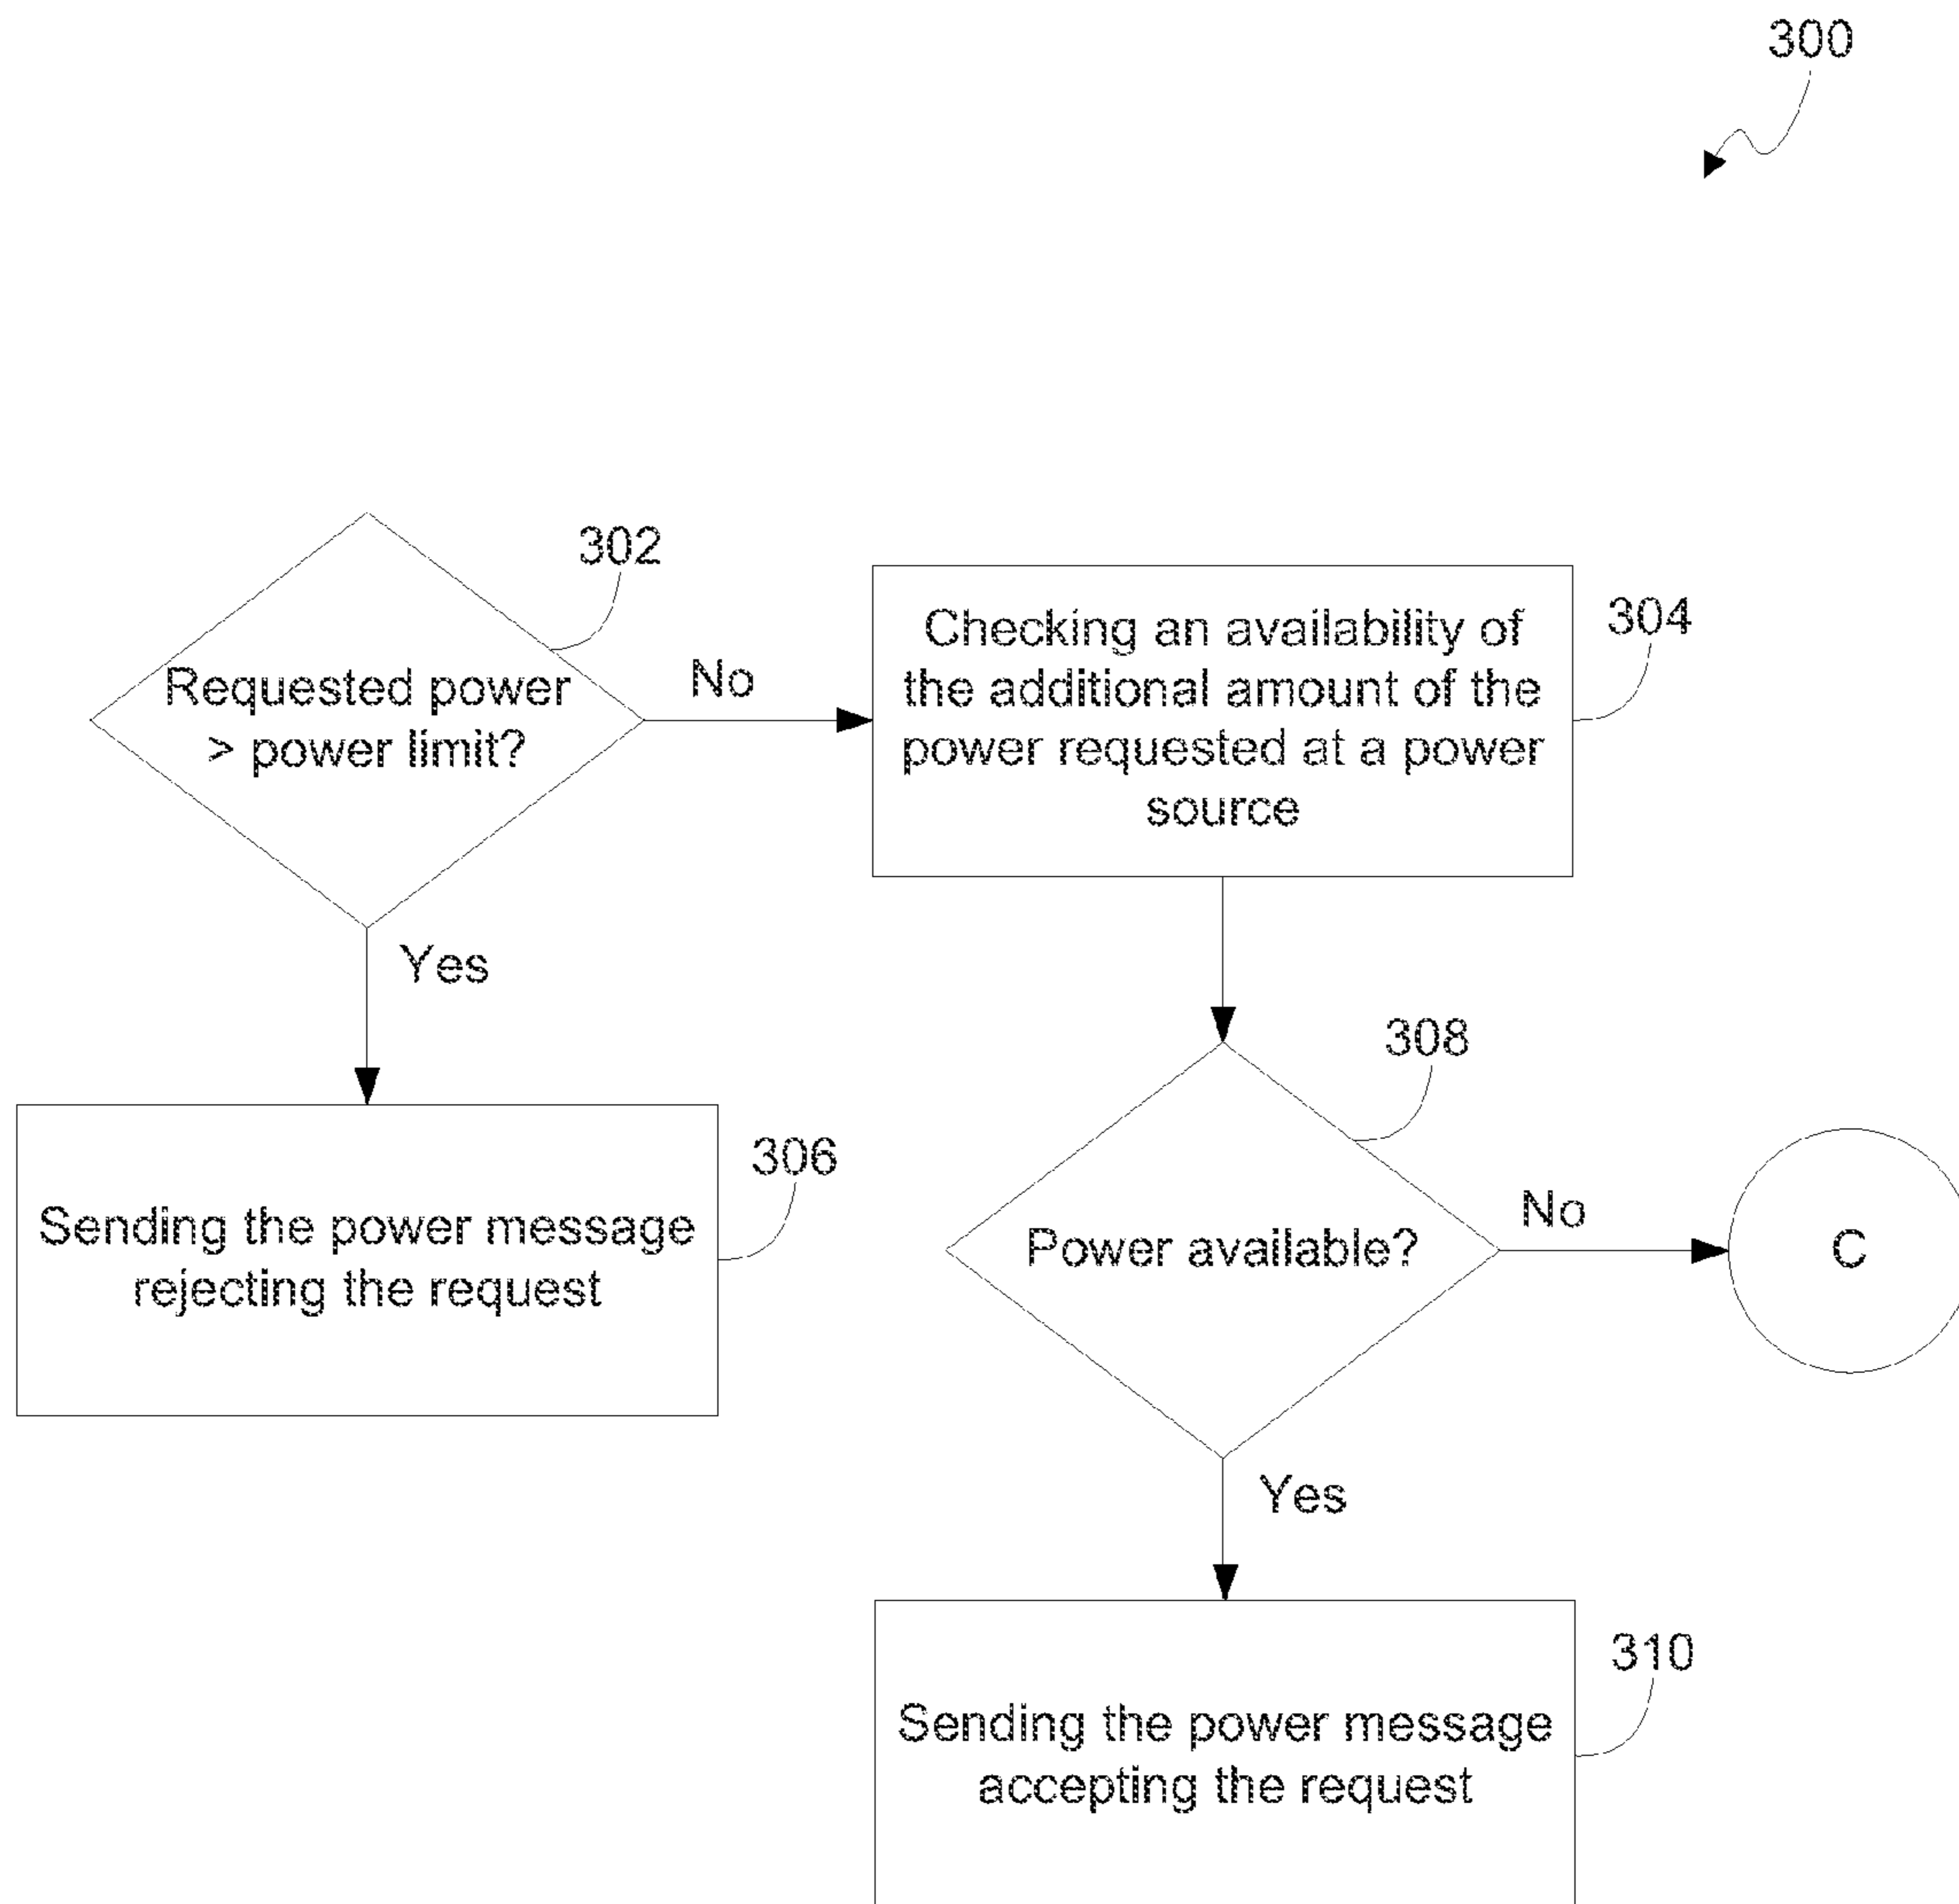 300
302
Requested power
> power limit?
No
304
Checking an availability of
the additional amount of the
power requested at a power
source
Yes
306
Sending the power message
rejecting the request
308
Power available?
No
C
Yes
310
Sending the power message
accepting the request